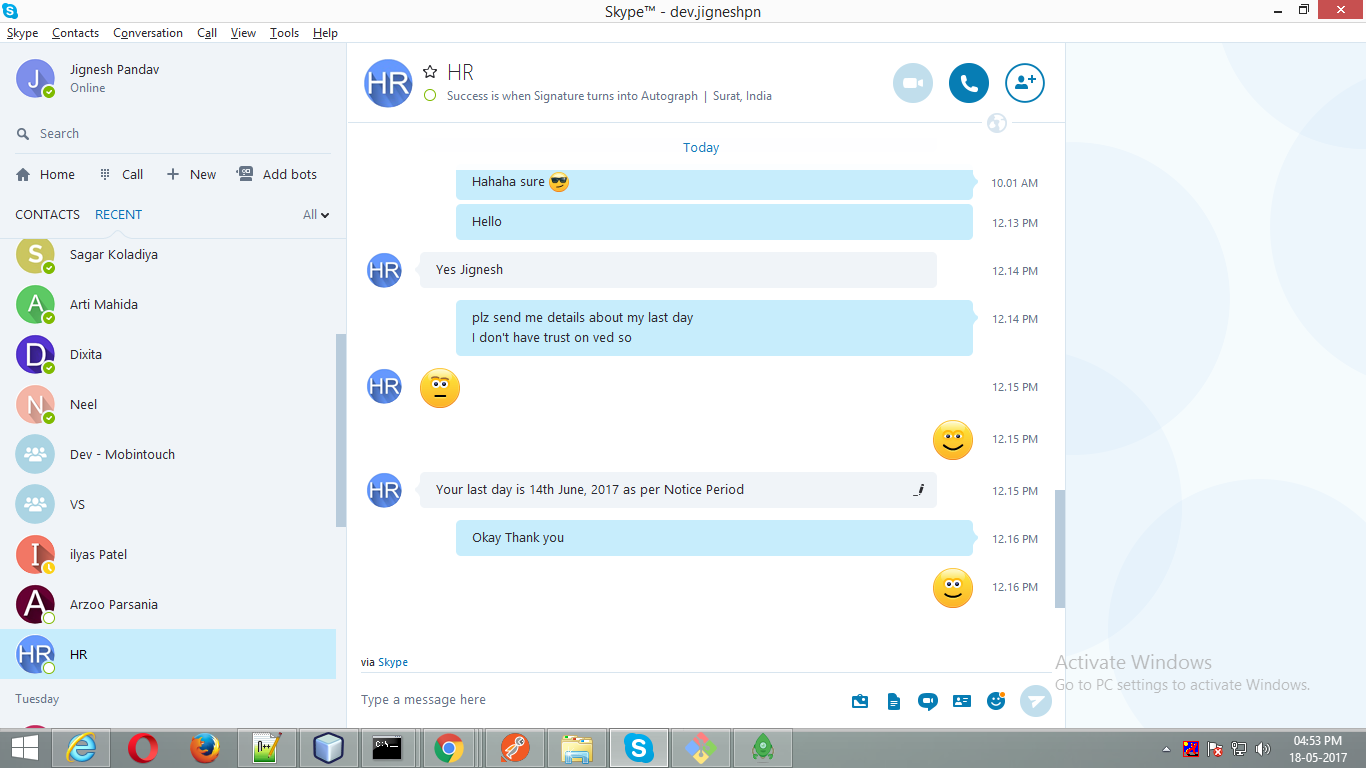 Skype™ - dev.jigneshpn
Skype Contacts Conversation Call View Tools Help
J
Jignesh Pandav
Online
Search
Home Call New Add bots
CONTACTS RECENT All
S Sagar Koladiya
A Arti Mahida
D Dixita
N Neel
Dev - Mobintouch
VS
I ilyas Patel
A Arzoo Parsania
HR HR
Tuesday
HR
HR
Success is when Signature turns into Autograph | Surat, India
Today
Hahaha sure 10.01 AM
Hello 12.13 PM
HR Yes Jignesh 12.14 PM
plz send me details about my last day 12.14 PM
I don't have trust on ved so
HR 12.15 PM
12.15 PM
HR Your last day is 14th June, 2017 as per Notice Period 12.15 PM
Okay Thank you 12.16 PM
12.16 PM
via Skype
Type a message here
Activate Windows
Go to PC settings to activate Windows.
04:53 PM
18-05-2017